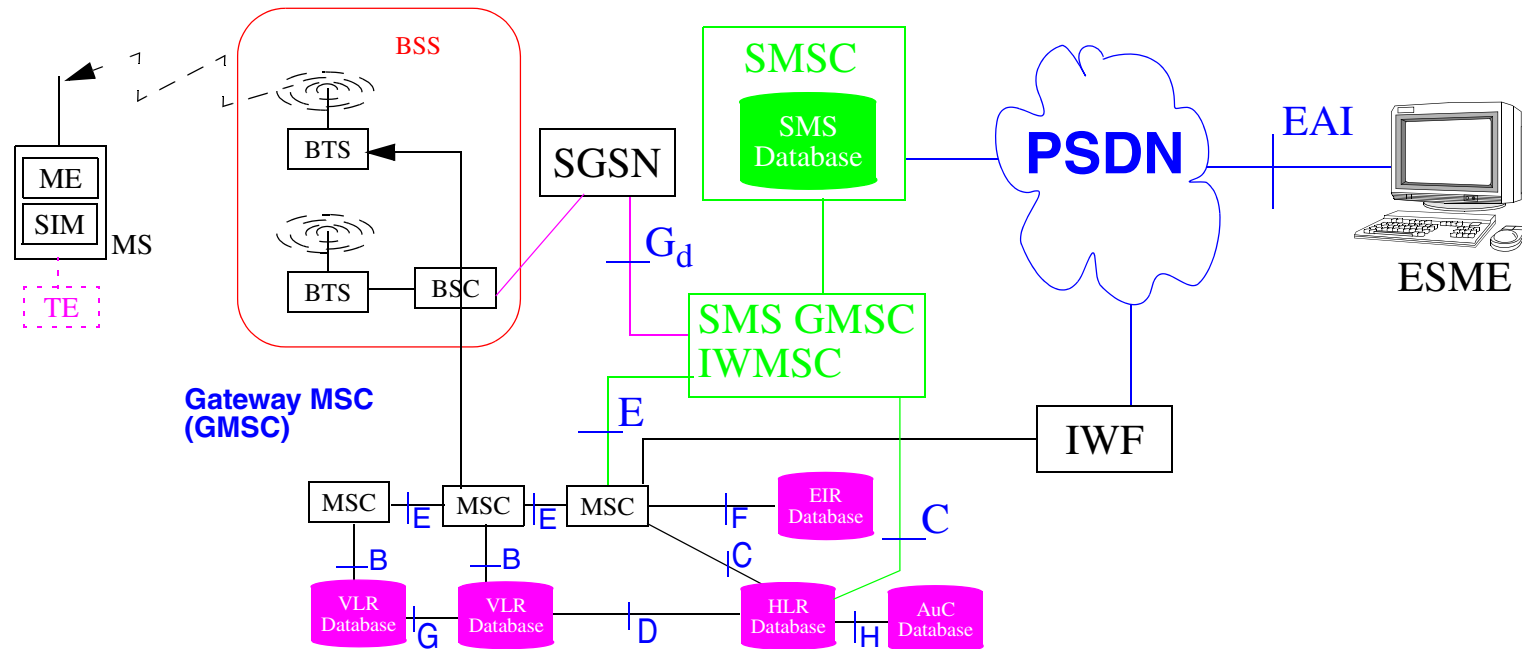 BSS
SMSC
SMS
Database
PSDN
EAI
ESME
BTS
SGSN
ME
SIM
MS
TE
BTS
BSC
Gd
SMS GMSC
IWMSC
Gateway MSC
(GMSC)
E
IWF
MSC
E
MSC
E
MSC
F
EIR
Database
C
B
B
C
VLR
Database
G
VLR
Database
D
HLR
Database
H
AuC
Database